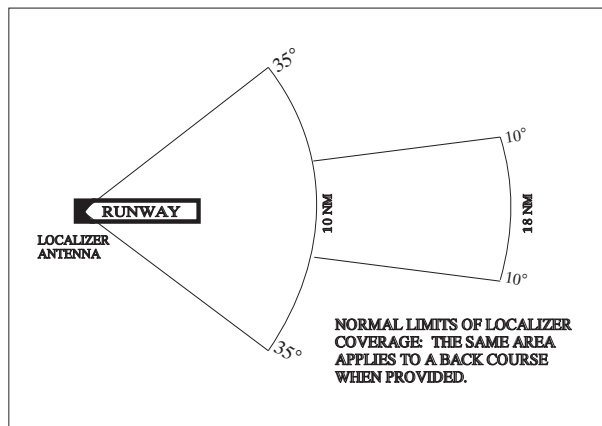 35°
10°
RUNWAY
10 NM
18 NM
LOCALIZER
ANTENNA
10°
35°
NORMAL LIMITS OF LOCALIZER
COVERAGE: THE SAME AREA
APPLIES TO A BACK COURSE
WHEN PROVIDED.